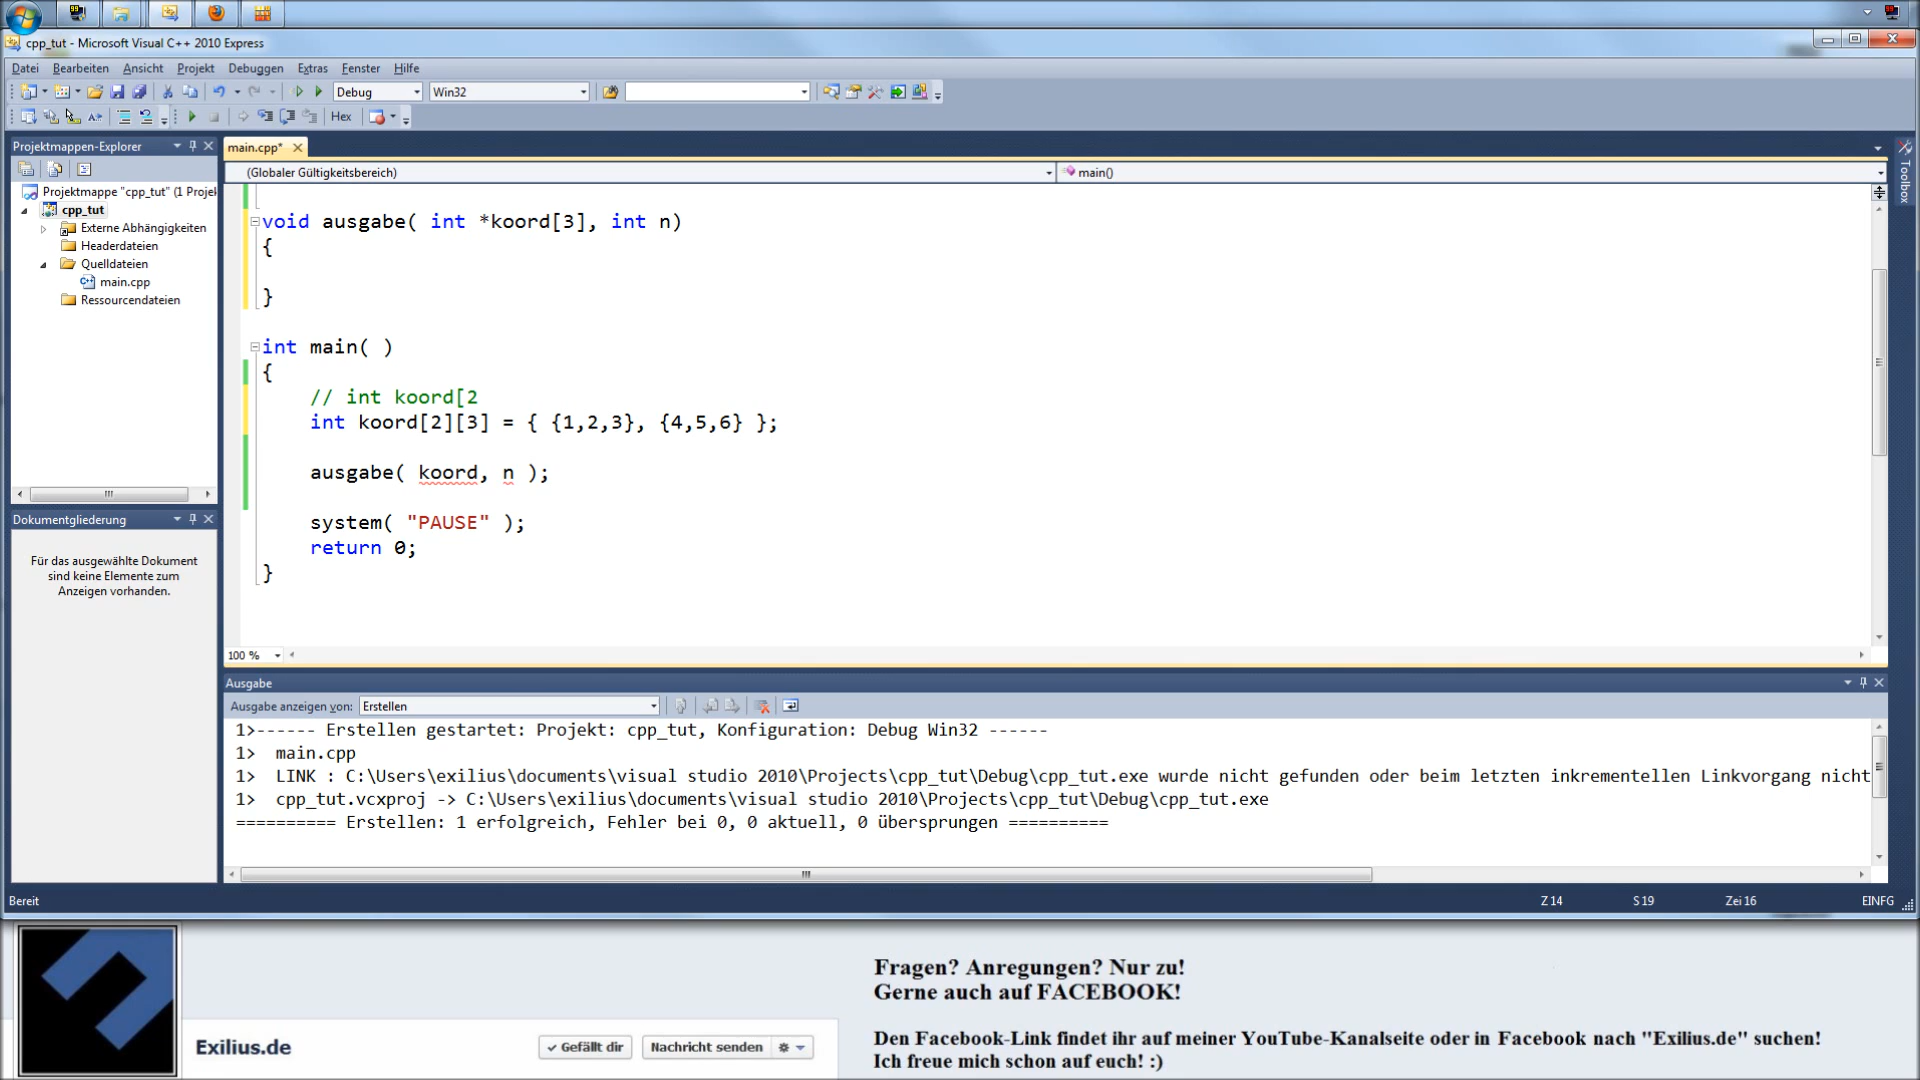 cpp_tut - Microsoft Visual C++ 2010 Express
Datei Bearbeiten Ansicht Projekt Debuggen Extras Fenster Hilfe
Debug Win32
Hex
Projektmappen-Explorer
main.cpp*
(Globaler Gültigkeitsbereich) main()
Toolbox
Projektmappe "cpp_tut" (1 Projek
cpp_tut
Externe Abhängigkeiten
Headerdateien
Quelldateien
main.cpp
Ressourcendateien
void ausgabe( int *koord[3], int n)
{
}
int main( )
{
// int koord[2
int koord[2][3] = { {1,2,3}, {4,5,6} };
ausgabe( koord, n );
system( "PAUSE" );
return 0;
}
Dokumentgliederung
Für das ausgewählte Dokument
sind keine Elemente zum
Anzeigen vorhanden.
100 %
Ausgabe
Ausgabe anzeigen von: Erstellen
1>------ Erstellen gestartet: Projekt: cpp_tut, Konfiguration: Debug Win32 ------
1> main.cpp
1> LINK : C:\Users\exilius\documents\visual studio 2010\Projects\cpp_tut\Debug\cpp_tut.exe wurde nicht gefunden oder beim letzten inkrementellen Linkvorgang nicht
1> cpp_tut.vcxproj -> C:\Users\exilius\documents\visual studio 2010\Projects\cpp_tut\Debug\cpp_tut.exe
========== Erstellen: 1 erfolgreich, Fehler bei 0, 0 aktuell, 0 übersprungen ==========
Bereit Z 14 S 19 Zei 16 EINFG
Exilius.de
Gefällt dir Nachricht senden
Fragen? Anregungen? Nur zu!
Gerne auch auf FACEBOOK!
Den Facebook-Link findet ihr auf meiner YouTube-Kanalseite oder in Facebook nach "Exilius.de" suchen!
Ich freue mich schon auf euch! :)